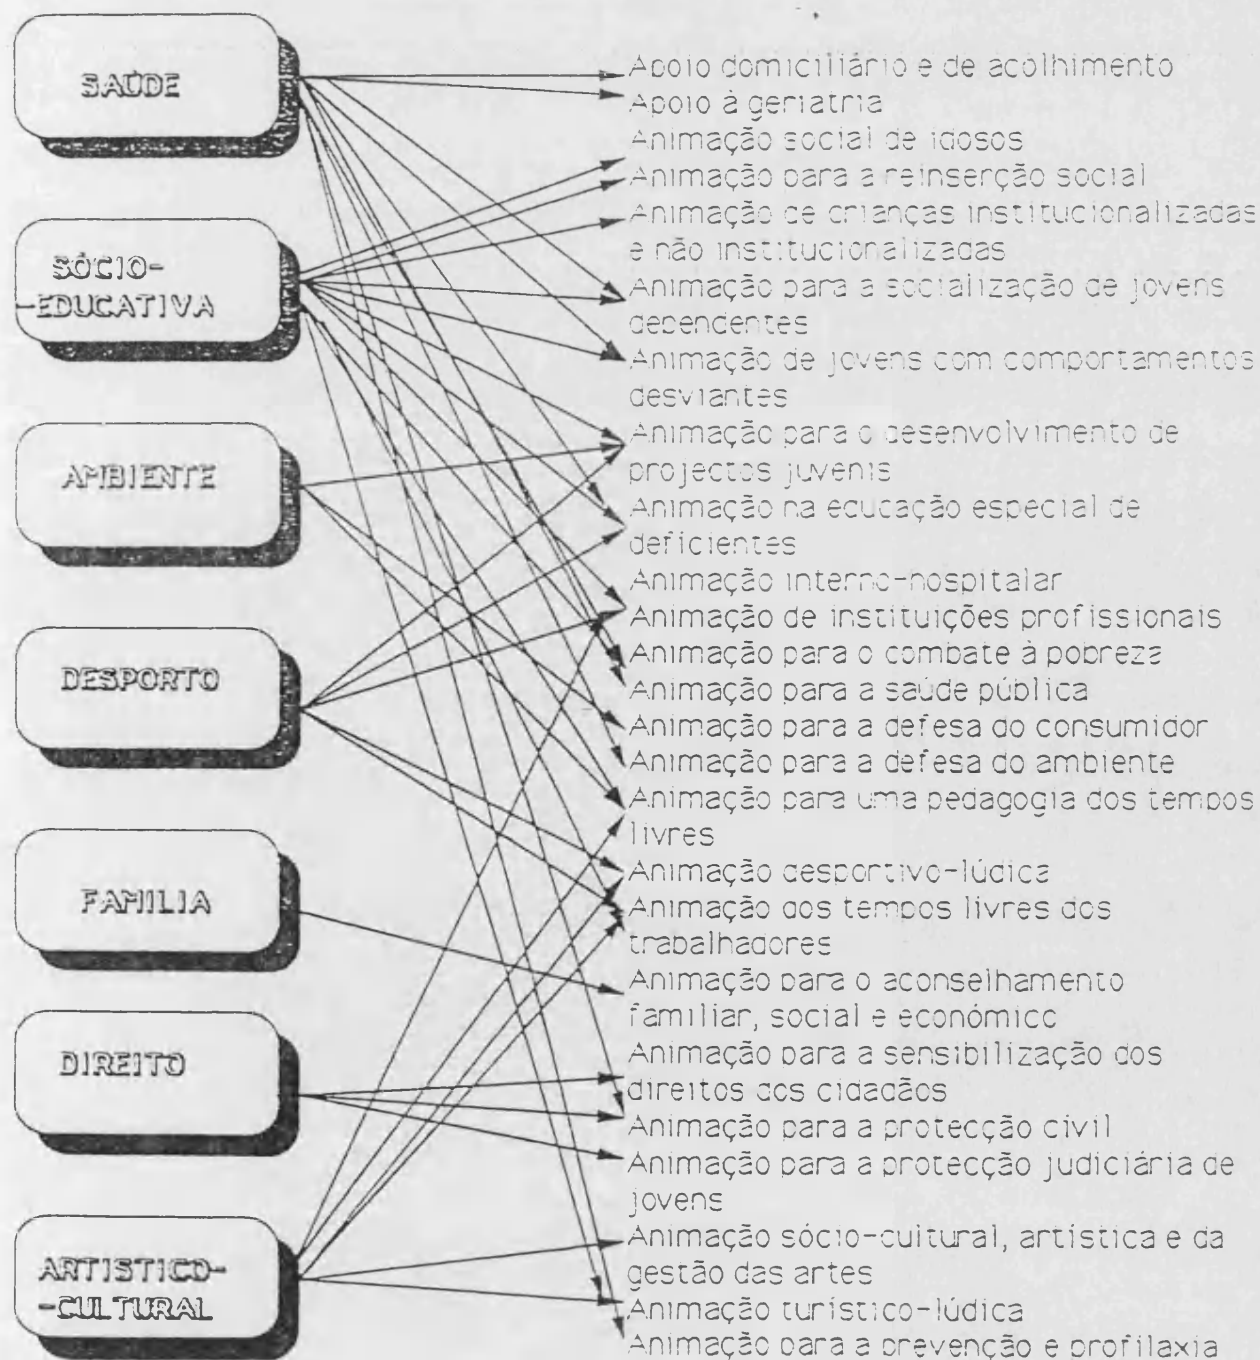 SAÚDE
SÓCIO-
-EDUCATIVA
AMBIENTE
DESPORTO
FAMILIA
DIREITO
ARTISTICO-
-CULTURAL
Apoio domiciliário e de acolhimento
Apoio à geriatria
Animação social de idosos
Animação para a reinserção social
Animação de crianças institucionalizadas
e não institucionalizadas
Animação para a socialização de jovens
dependentes
Animação de jovens com comportamentos
desviantes
Animação para o desenvolvimento de
projectos juvenis
Animação na educação especial de
deficientes
Animação interno-hospitalar
Animação de instituições profissionais
Animação para o combate à pobreza
Animação para a saúde pública
Animação para a defesa do consumidor
Animação para a defesa do ambiente
Animação para uma pedagogia dos tempos
livres
Animação desportivo-lúdica
Animação dos tempos livres dos
trabalhadores
Animação para o aconselhamento
familiar, social e económico
Animação para a sensibilização dos
direitos dos cidadãos
Animação para a protecção civil
Animação para a protecção judiciária de
jovens
Animação sócio-cultural, artística e da
gestão das artes
Animação turístico-lúdica
Animação para a prevenção e profilaxia